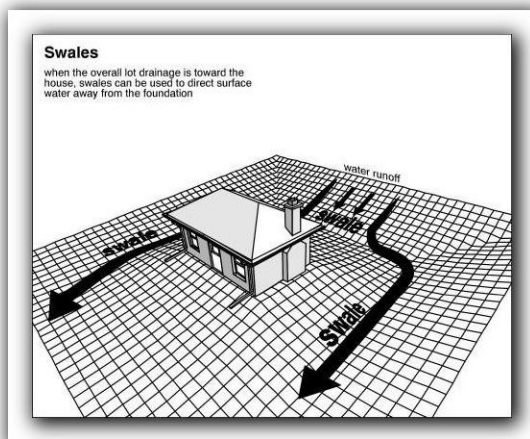 Swales
when the overall lot drainage is toward the
house, swales can be used to direct surface
water away from the foundation
water runoff
swale
swale
Swale